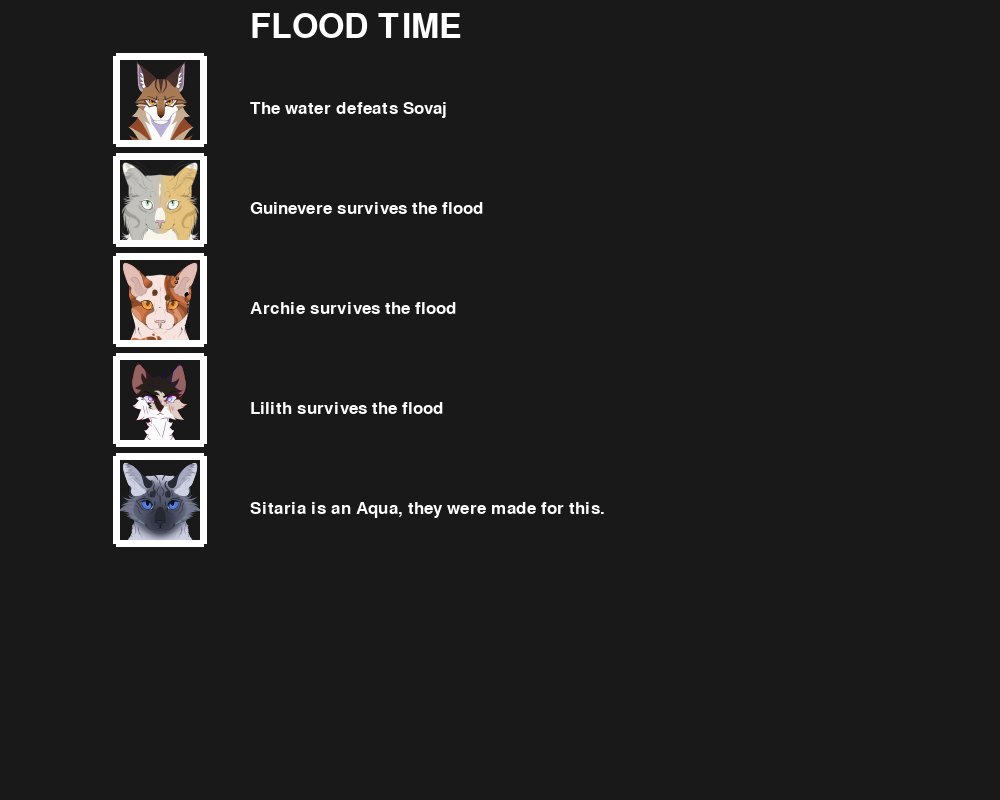 FLOOD TIME
The water defeats Sovaj
Guinevere survives the flood
Archie survives the flood
Lilith survives the flood
Sitaria is an Aqua, they were made for this.